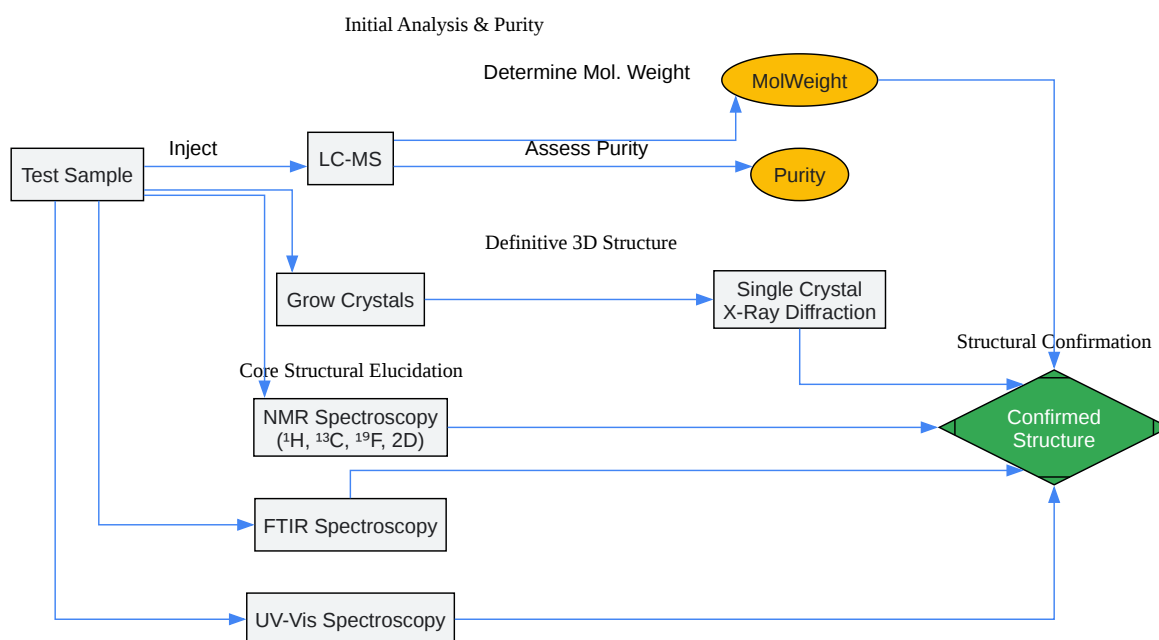 Initial Analysis & Purity
Determine Mol. Weight
MolWeight
Inject
LC-MS
Assess Purity
Test Sample
Purity
Definitive 3D Structure
Grow Crystals
Single Crystal
X-Ray Diffraction
Structural Confirmation
Core Structural Elucidation
NMR Spectroscopy
(¹H, ¹³C, ¹⁹F, 2D)
Confirmed
Structure
FTIR Spectroscopy
UV-Vis Spectroscopy